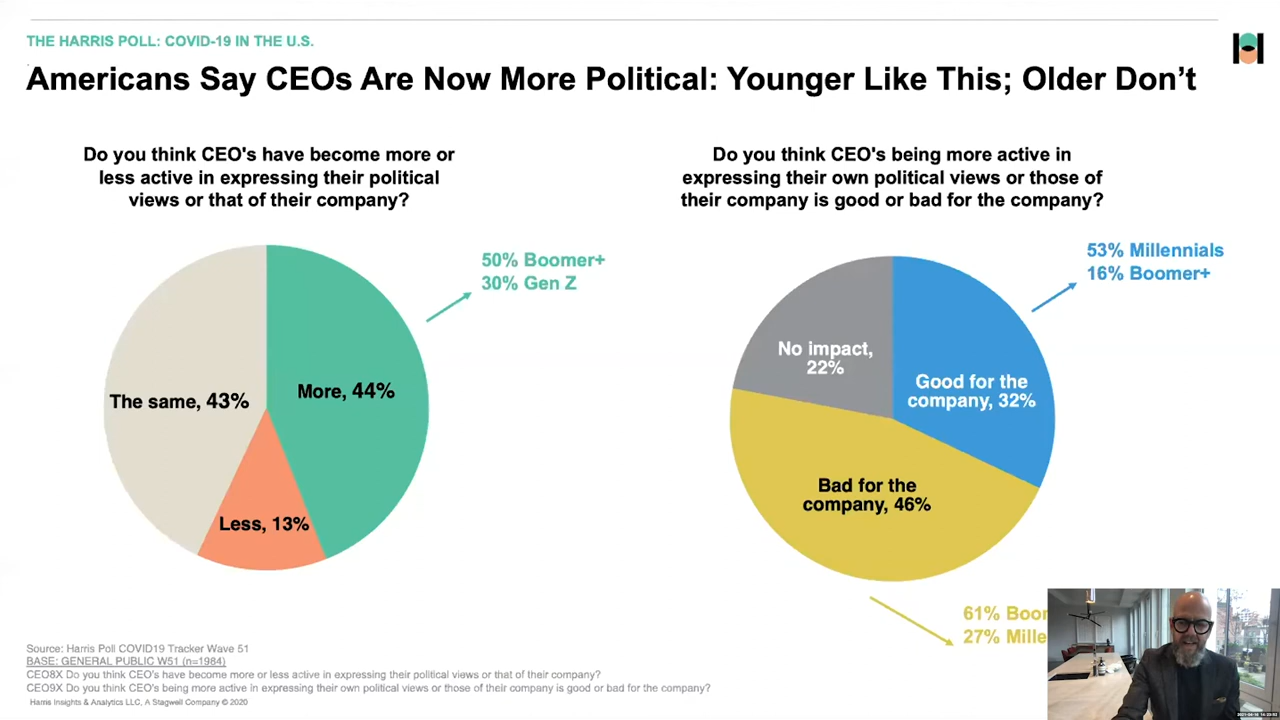 THE HARRIS POLL: COVID-19 IN THE U.S.
Americans Say CEOs Are Now More Political: Younger Like This; Older Don't
Do you think CEO's have become more or
less active in expressing their political
views or that of their company?
50% Boomer+
30% Gen Z
The same, 43%
More, 44%
Less, 13%
Do you think CEO's being more active in
expressing their own political views or those of
their company is good or bad for the company?
53% Millennials
16% Boomer+
No impact,
22%
Good for the
company, 32%
Bad for the
company, 46%
61%
27%
Source: Harris Poll COVID19 Tracker Wave 51
BASE: GENERAL PUBLIC W51 (n=1984)
CEO8X Do you think CEO's have become more or less active in expressing their political views or that of their company?
CEO9X Do you think CEO's being more active in expressing their own political views or those of their company is good or bad for the company?
Harris Insights & Analytics LLC, A Stagwell Company © 2020